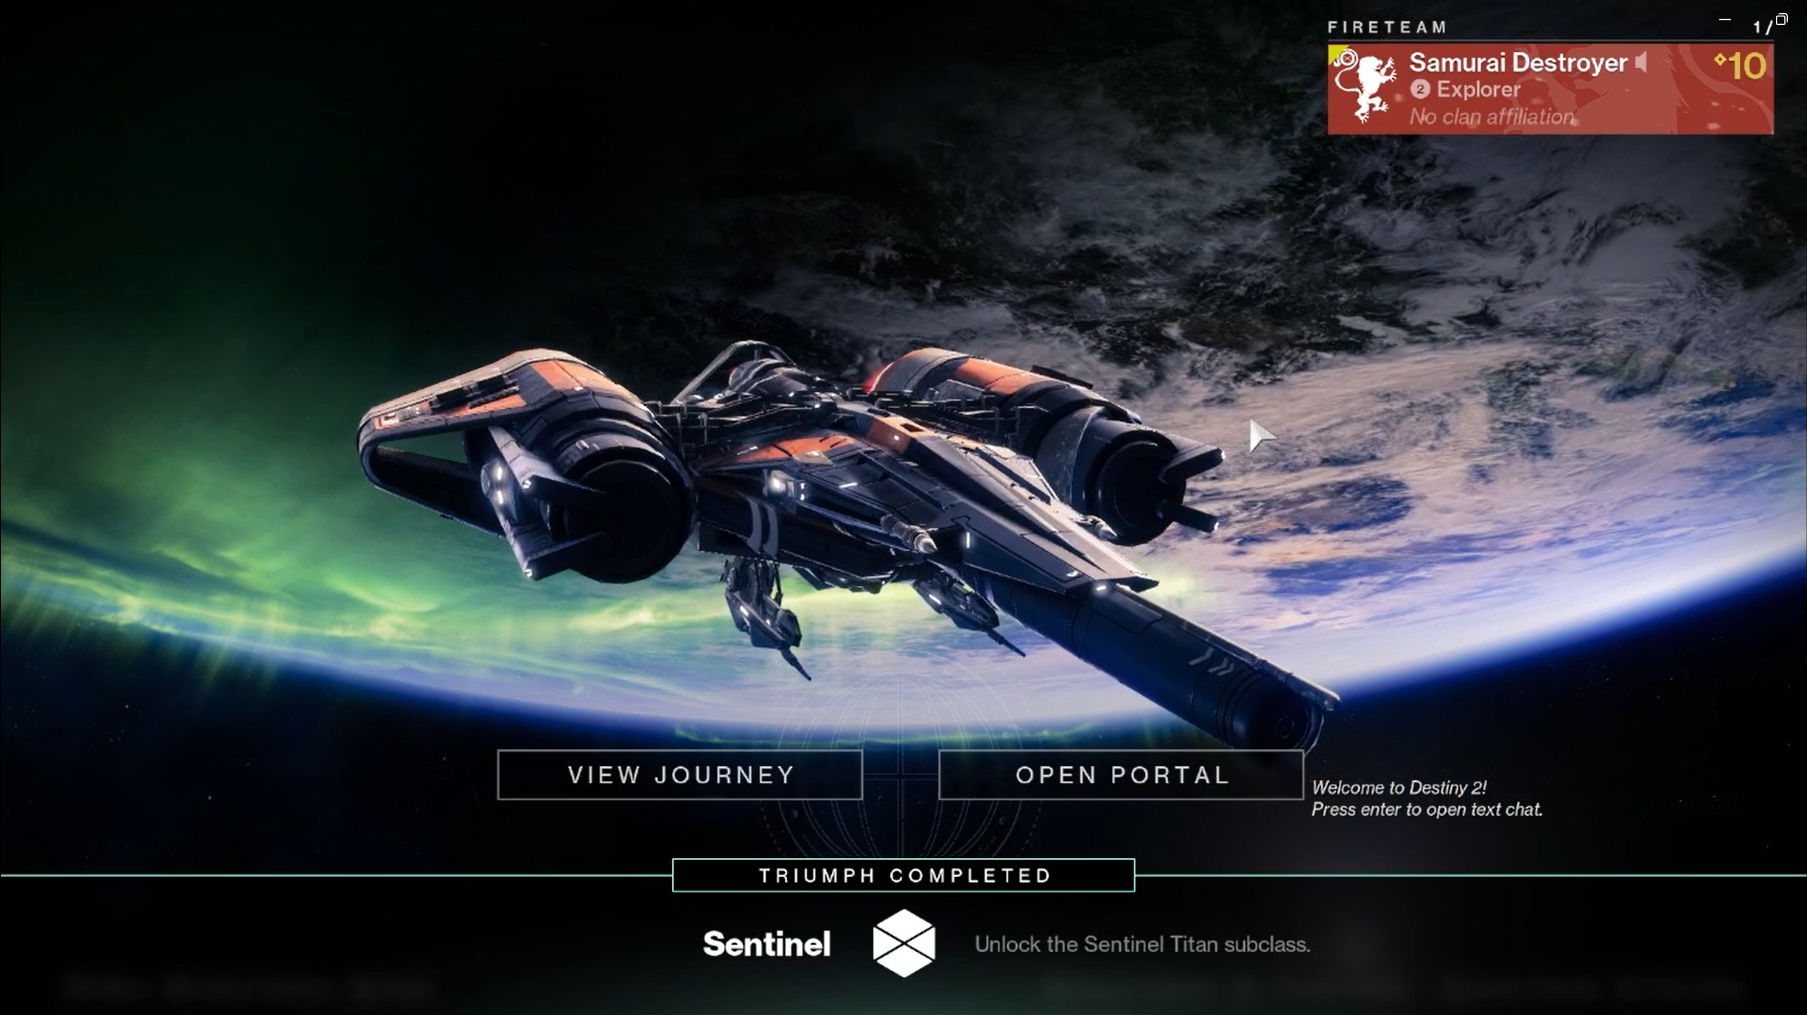 FIRETEAM
1/
Samurai Destroyer
10
2 Explorer
No clan affiliation
VIEW JOURNEY
OPEN PORTAL
Welcome to Destiny 2!
Press enter to open text chat.
TRIUMPH COMPLETED
Sentinel
Unlock the Sentinel Titan subclass.